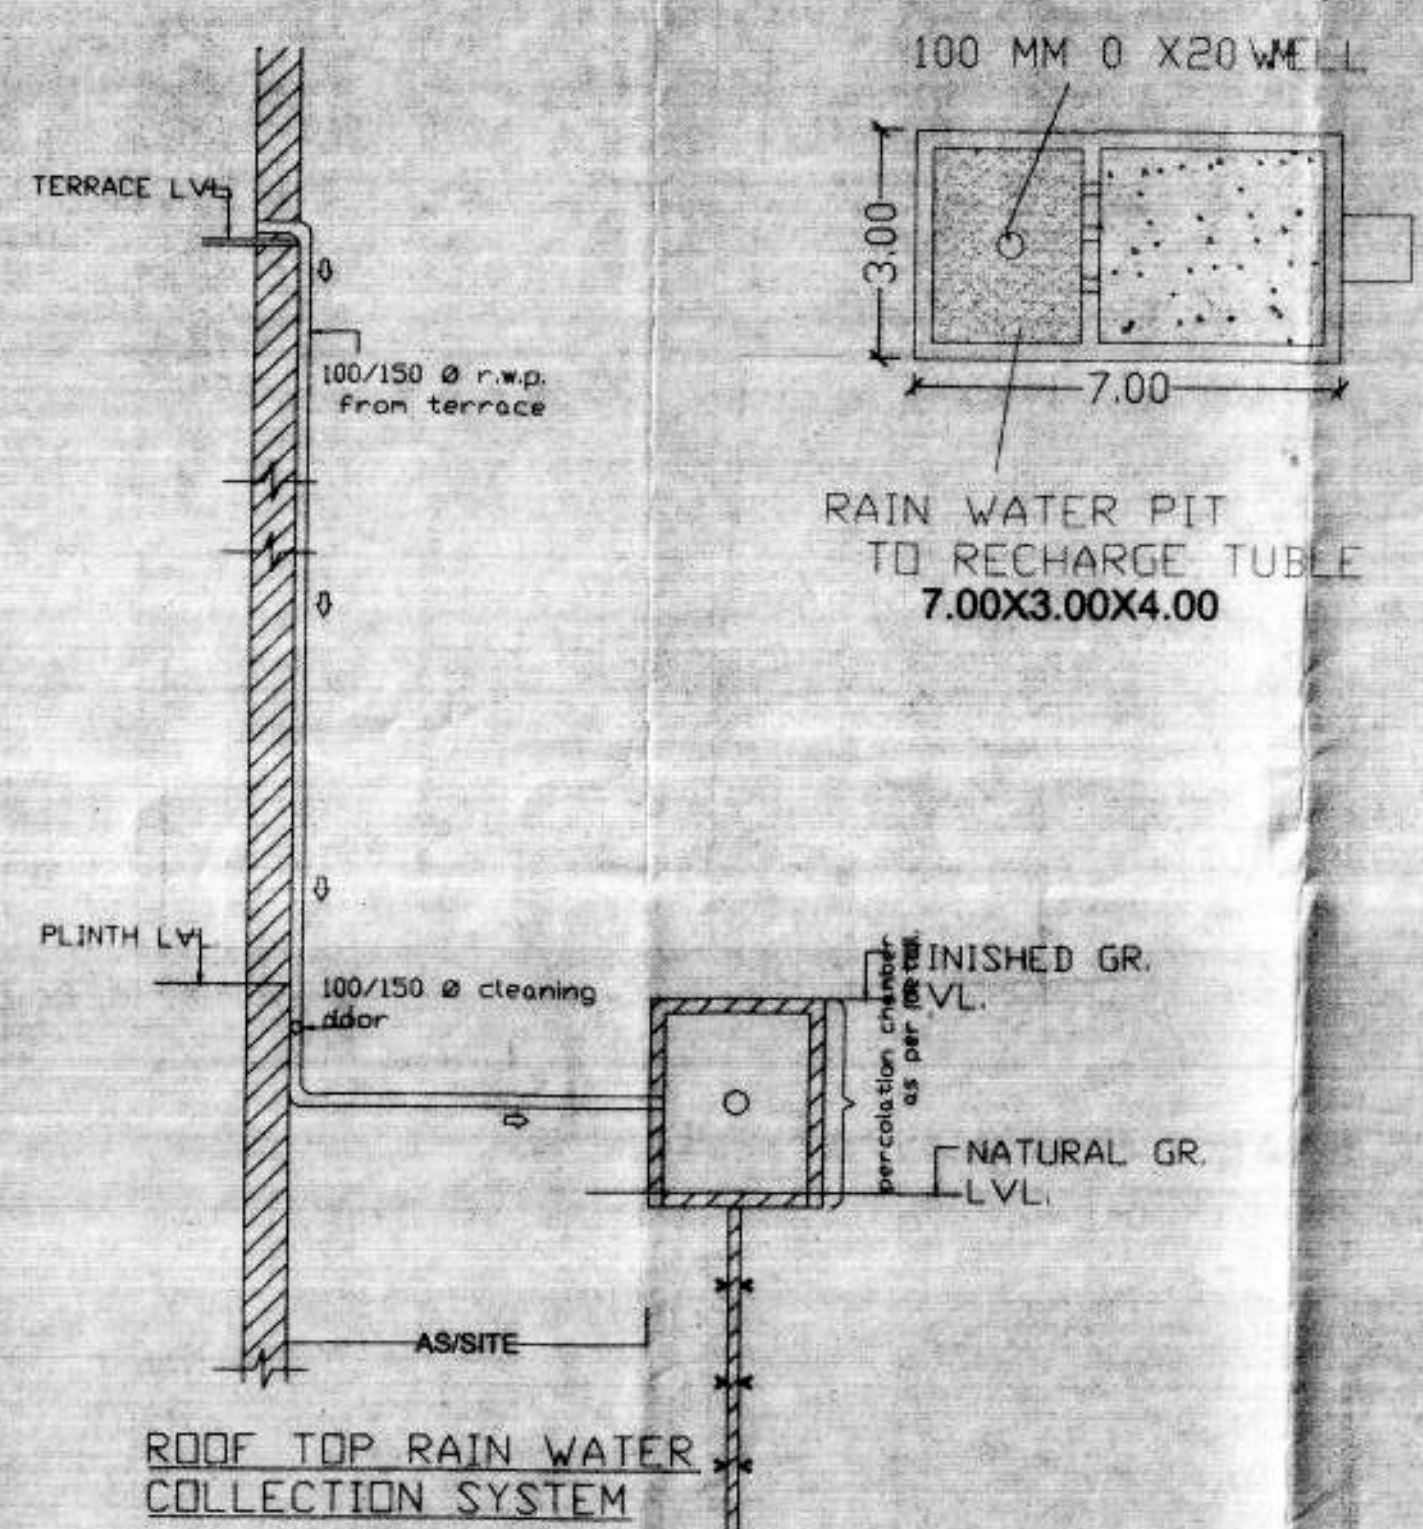 100 MM 0 X20 WELL
TERRACE LVL
3.00
100/150 Ø r.w.p.
from terrace
7.00
RAIN WATER PIT
TO RECHARGE TUBLE
7.00X3.00X4.00
PLINTH LVL
100/150 Ø cleaning
door
FINISHED GR.
LVL.
percolation chamber
as per
NATURAL GR.
LVL.
AS/SITE
ROOF TOP RAIN WATER
COLLECTION SYSTEM